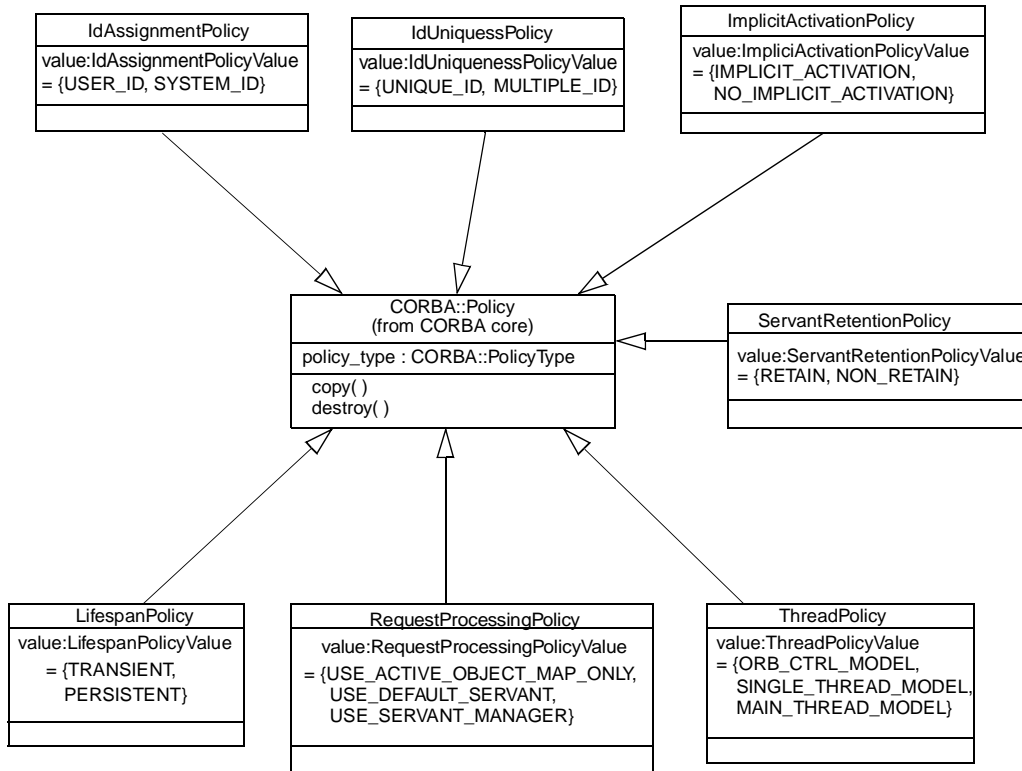 IdAssignmentPolicy
value:IdAssignmentPolicyValue
= {USER_ID, SYSTEM_ID}
IdUniquessPolicy
value:IdUniquenessPolicyValue
= {UNIQUE_ID, MULTIPLE_ID}
ImplicitActivationPolicy
value:ImpliciActivationPolicyValue
= {IMPLICIT_ACTIVATION,
NO_IMPLICIT_ACTIVATION}
CORBA::Policy
(from CORBA core)
policy_type : CORBA::PolicyType
copy( )
destroy( )
ServantRetentionPolicy
value:ServantRetentionPolicyValue
= {RETAIN, NON_RETAIN}
LifespanPolicy
value:LifespanPolicyValue
= {TRANSIENT,
PERSISTENT}
RequestProcessingPolicy
value:RequestProcessingPolicyValue
= {USE_ACTIVE_OBJECT_MAP_ONLY,
USE_DEFAULT_SERVANT,
USE_SERVANT_MANAGER}
ThreadPolicy
value:ThreadPolicyValue
= {ORB_CTRL_MODEL,
SINGLE_THREAD_MODEL,
MAIN_THREAD_MODEL}